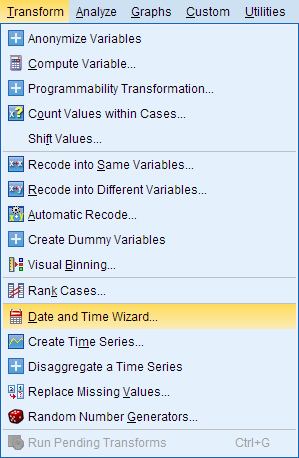 Transform Analyze Graphs Custom Utilities
Anonymize Variables
Compute Variable...
Programmability Transformation...
Count Values within Cases...
Shift Values...
Recode into Same Variables...
Recode into Different Variables...
Automatic Recode...
Create Dummy Variables
Visual Binning...
Rank Cases...
Date and Time Wizard...
Create Time Series...
Disaggregate a Time Series
Replace Missing Values...
Random Number Generators...
Run Pending Transforms Ctrl+G